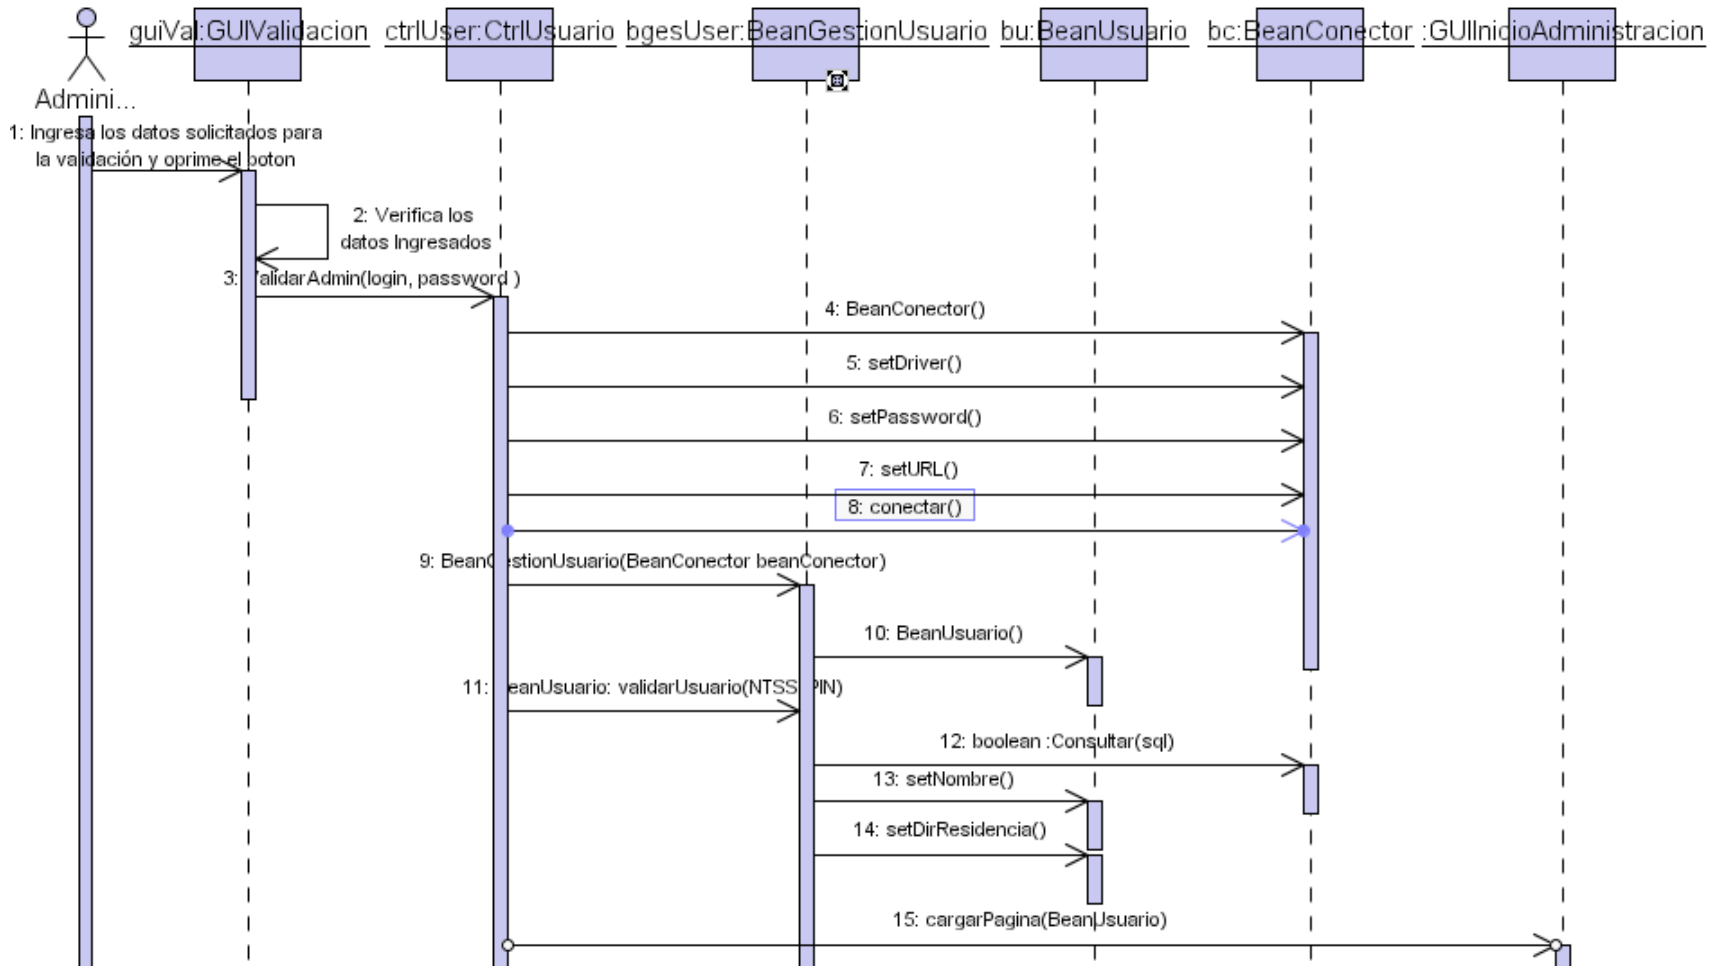 guiVal:GUIValidacion
ctrlUser:CtrlUsuario
bgesUser:BeanGestionUsuario
bu:BeanUsuario
bc:BeanConector
:GUIInicioAdministracion
Admini...
1: Ingresa los datos solicitados para
la validación y oprime el boton
2: Verifica los
datos Ingresados
3: ValidarAdmin(login, password )
4: BeanConector()
5: setDriver()
6: setPassword()
7: setURL()
8: conectar()
9: BeanGestionUsuario(BeanConector beanConector)
10: BeanUsuario()
11: BeanUsuario: validarUsuario(NTSS PIN)
12: boolean :Consultar(sql)
13: setNombre()
14: setDirResidencia()
15: cargarPagina(BeanUsuario)